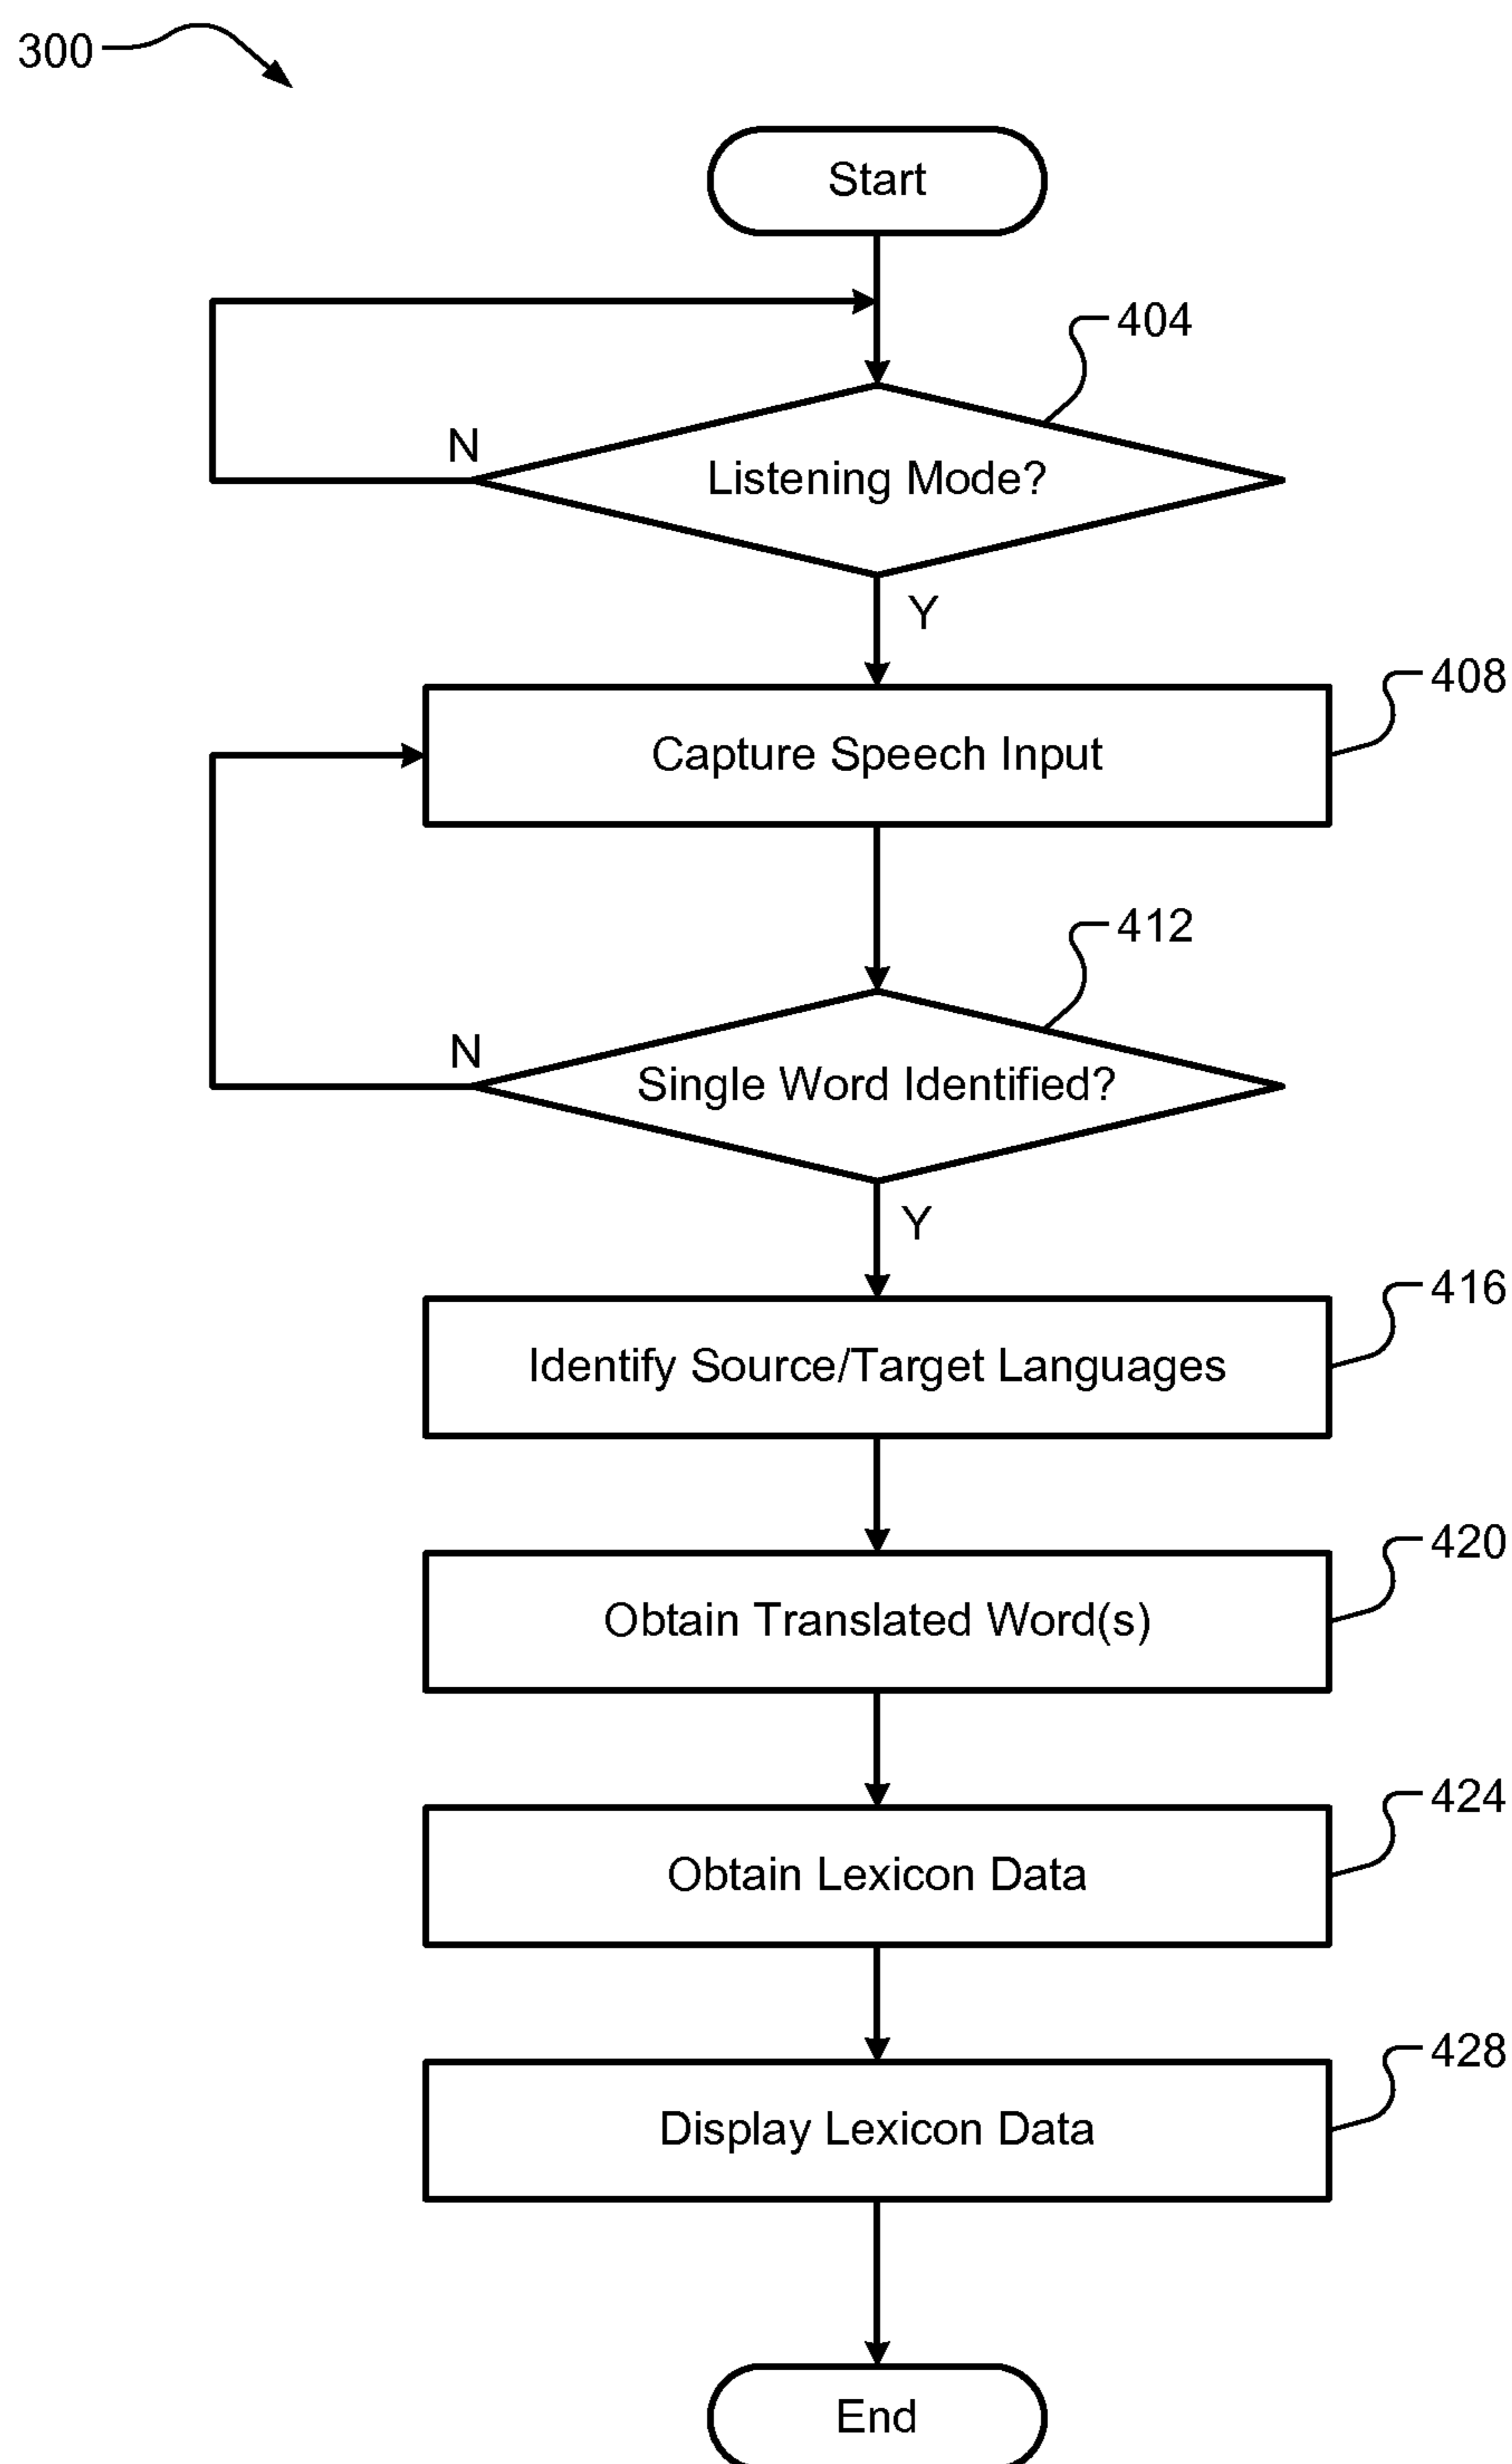 300
Start
404
N
Listening Mode?
Y
408
Capture Speech Input
412
N
Single Word Identified?
Y
416
Identify Source/Target Languages
420
Obtain Translated Word(s)
424
Obtain Lexicon Data
428
Display Lexicon Data
End